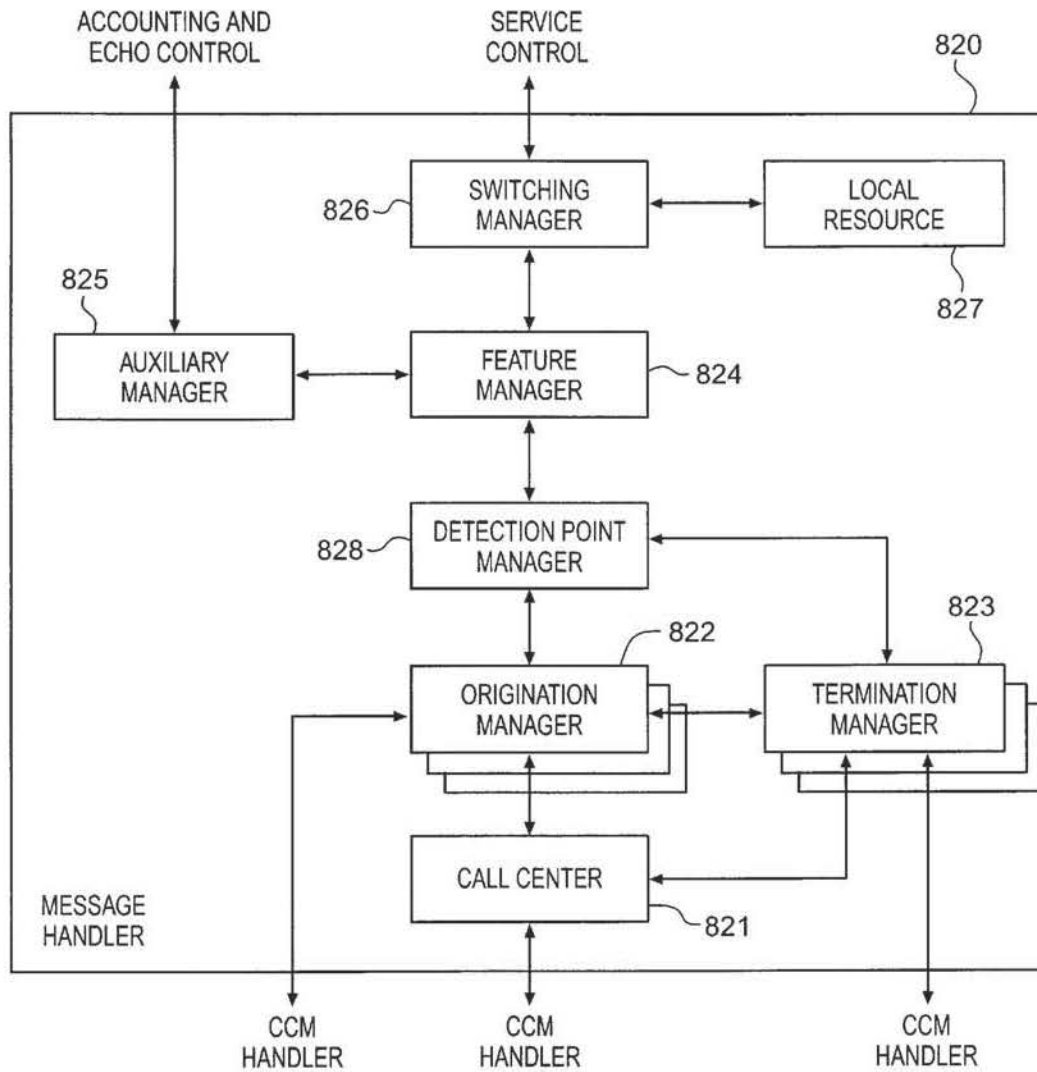 ACCOUNTING AND
ECHO CONTROL
SERVICE
CONTROL
820
SWITCHING
MANAGER
826
LOCAL
RESOURCE
827
825
AUXILIARY
MANAGER
FEATURE
MANAGER
824
DETECTION POINT
MANAGER
828
822
823
ORIGINATION
MANAGER
TERMINATION
MANAGER
CALL CENTER
821
MESSAGE
HANDLER
CCM
HANDLER
CCM
HANDLER
CCM
HANDLER